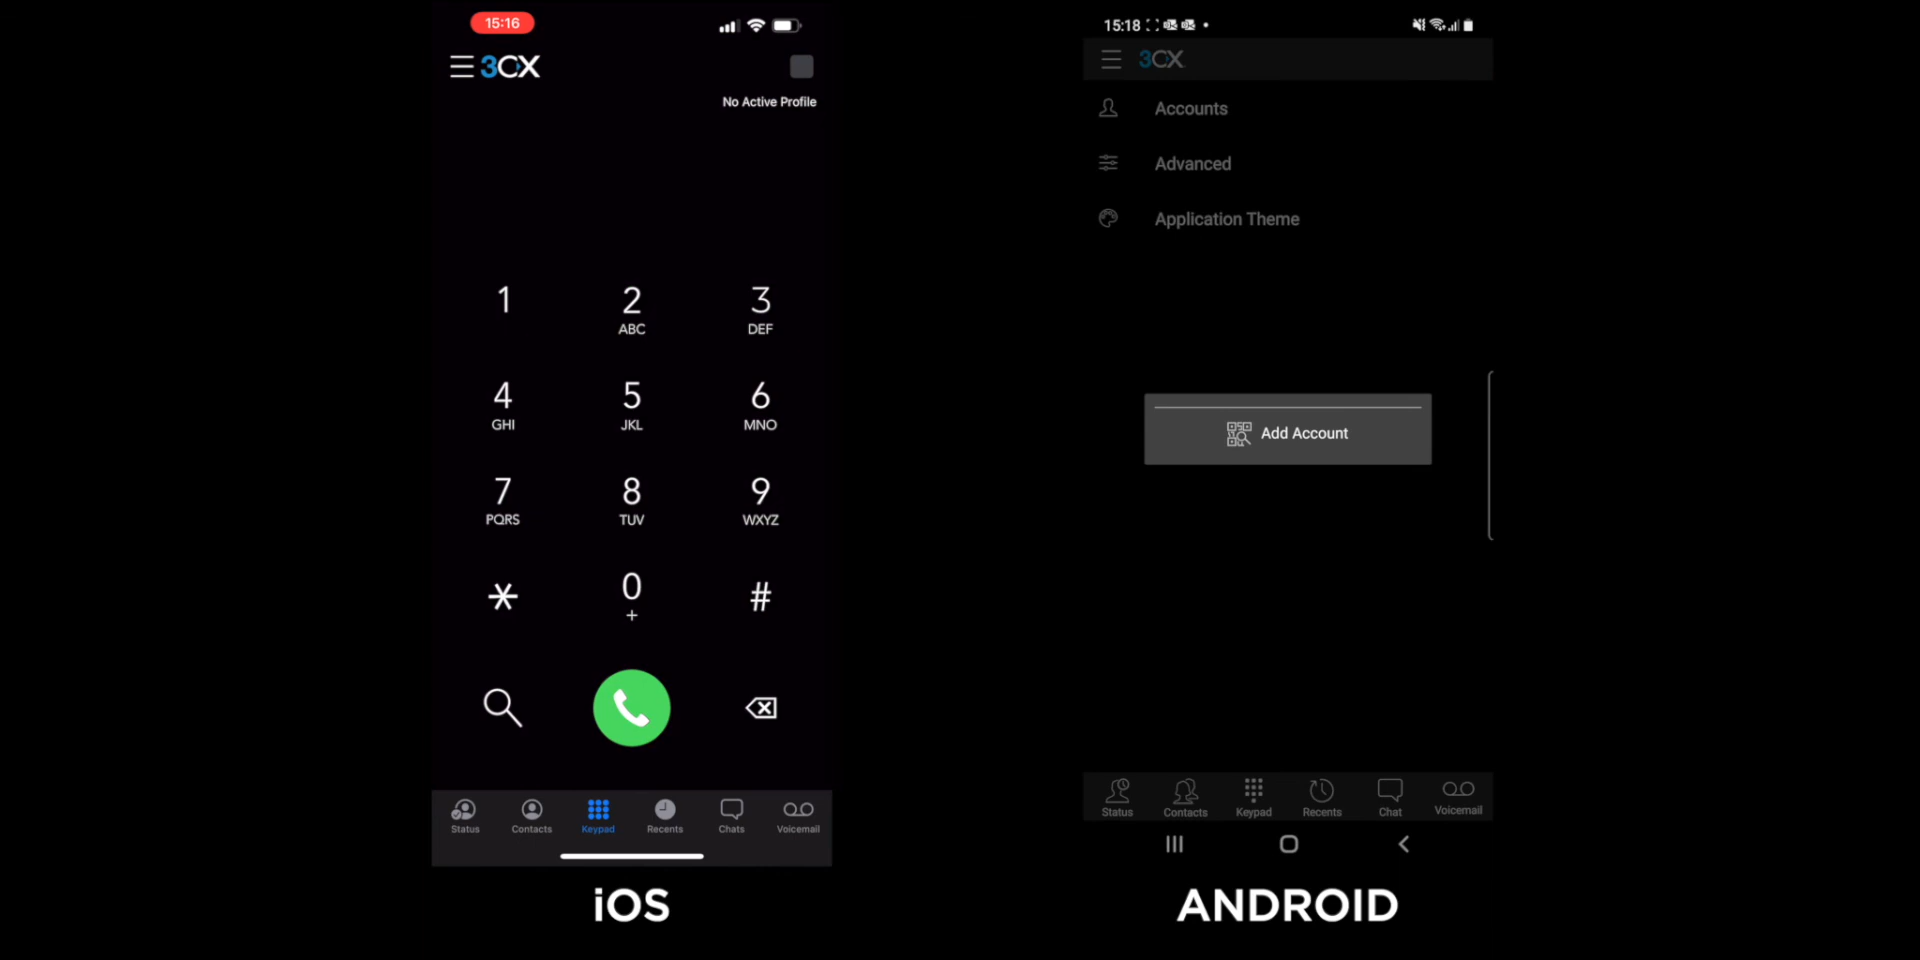 15:16
3CX
No Active Profile
1
2
ABC
3
DEF
4
GHI
5
JKL
6
MNO
7
PQRS
8
TUV
9
WXYZ
*
0
+
#
Status
Contacts
Keypad
Recents
Chats
Voicemail
iOS
15:18
3CX
Accounts
Advanced
Application Theme
Add Account
Status
Contacts
Keypad
Recents
Chat
Voicemail
ANDROID